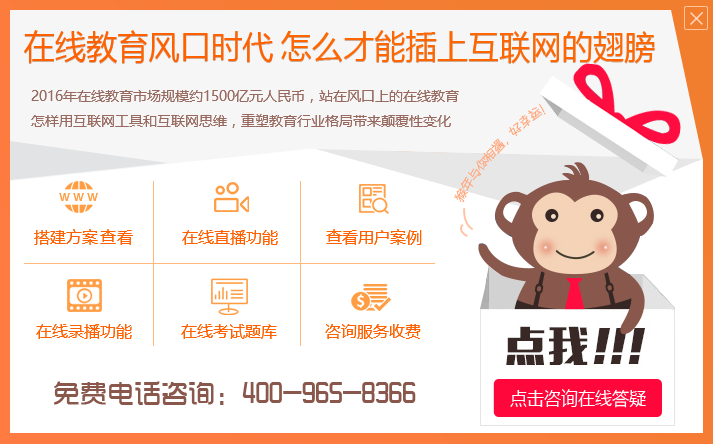 在线教育风口时代 怎么才能插上互联网的翅膀
2016年在线教育市场规模约1500亿元人民币，站在风口上的在线教育
怎样用互联网工具和互联网思维，重塑教育行业格局带来颠覆性变化
猴年与你相遇，好幸运！
WWW
搭建方案查看
在线直播功能
查看用户案例
在线录播功能
在线考试题库
咨询服务收费
$
点我!!!
点击咨询在线答疑
免费电话咨询：400-965-8366